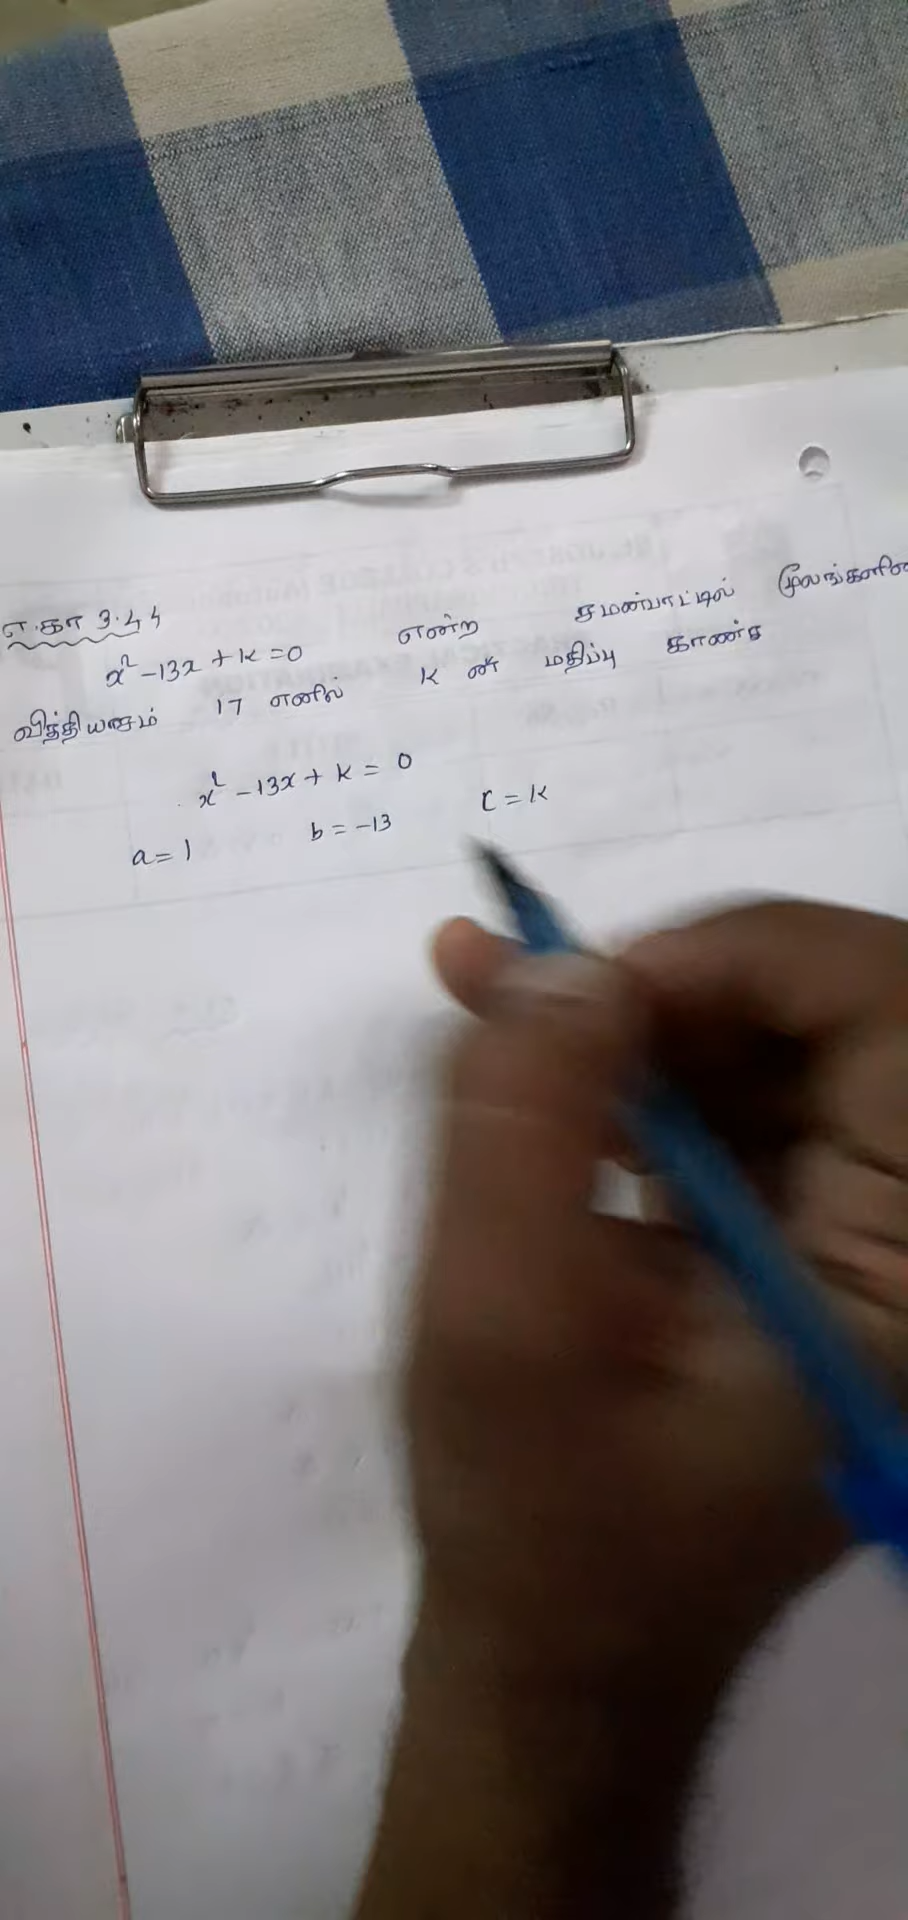 எ.கா 3.44
x² -13x + k = 0 என்ற சமன்பாட்டில் மூலங்களின்
வித்தியாசம் 17 எனில் k ன் மதிப்பு காண்க
x² - 13x + k = 0
a = 1 b = -13 c = k